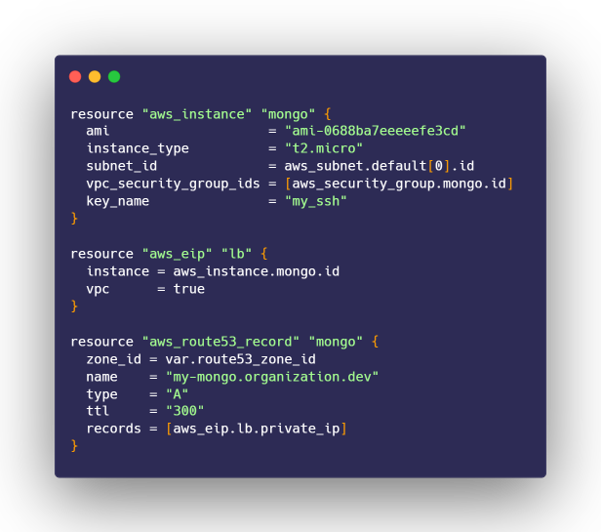 resource "aws_instance" "mongo" {
  ami                    = "ami-0688ba7eeeeefe3cd"
  instance_type          = "t2.micro"
  subnet_id              = aws_subnet.default[0].id
  vpc_security_group_ids = [aws_security_group.mongo.id]
  key_name               = "my_ssh"
}

resource "aws_eip" "lb" {
  instance = aws_instance.mongo.id
  vpc      = true
}

resource "aws_route53_record" "mongo" {
  zone_id = var.route53_zone_id
  name    = "my-mongo.organization.dev"
  type    = "A"
  ttl     = "300"
  records = [aws_eip.lb.private_ip]
}